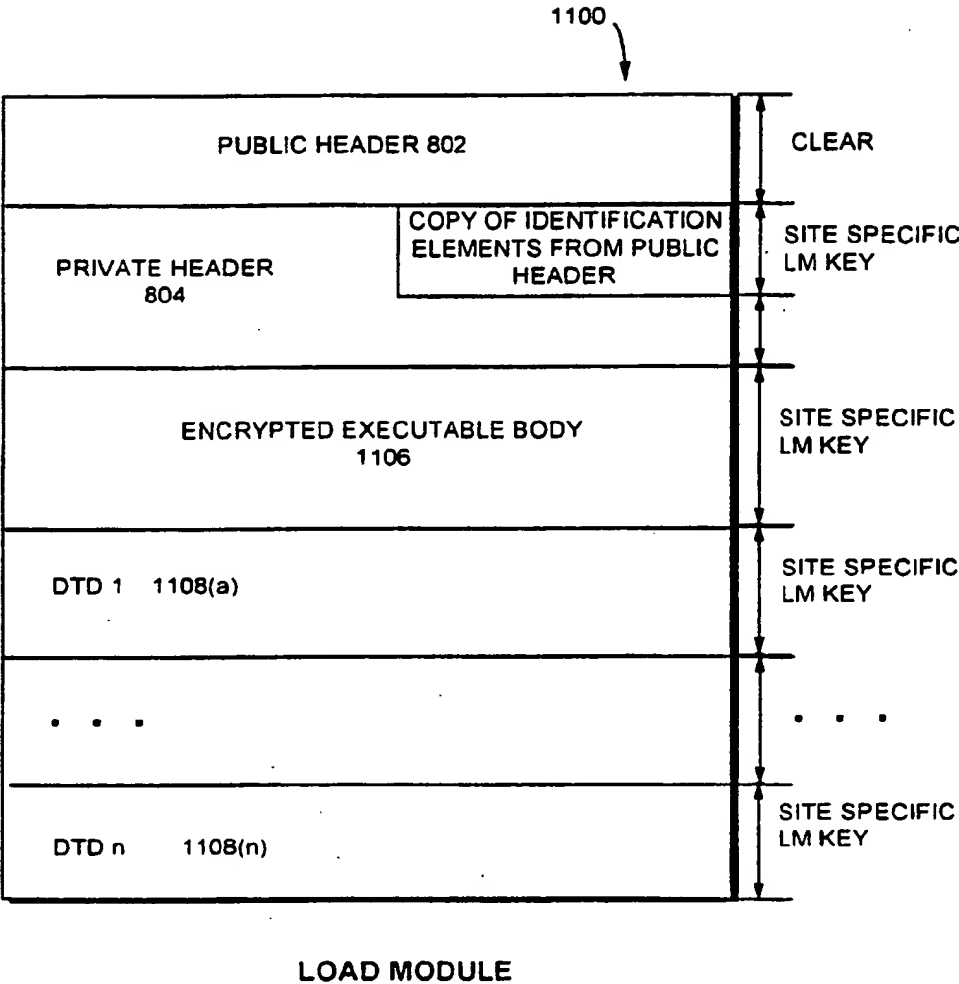 1100
PUBLIC HEADER 802
CLEAR
COPY OF IDENTIFICATION
ELEMENTS FROM PUBLIC
HEADER
SITE SPECIFIC
LM KEY
PRIVATE HEADER
804
ENCRYPTED EXECUTABLE BODY
1106
SITE SPECIFIC
LM KEY
DTD 1 1108(a)
SITE SPECIFIC
LM KEY
. . .
. . .
DTD n 1108(n)
SITE SPECIFIC
LM KEY
LOAD MODULE